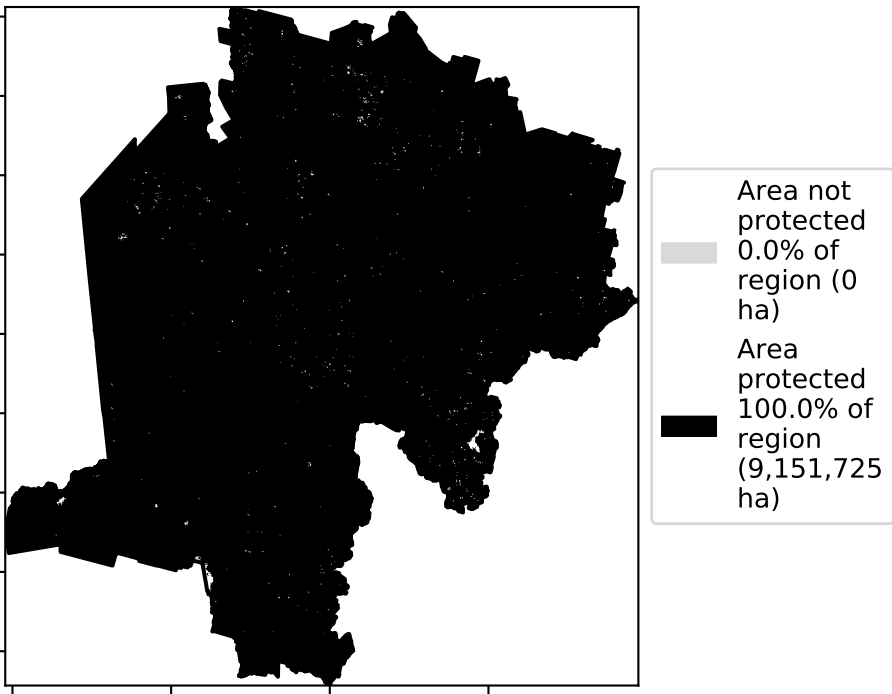 Area not
protected
0.0% of
region (0
ha)
Area
protected
100.0% of
region
(9,151,725
ha)